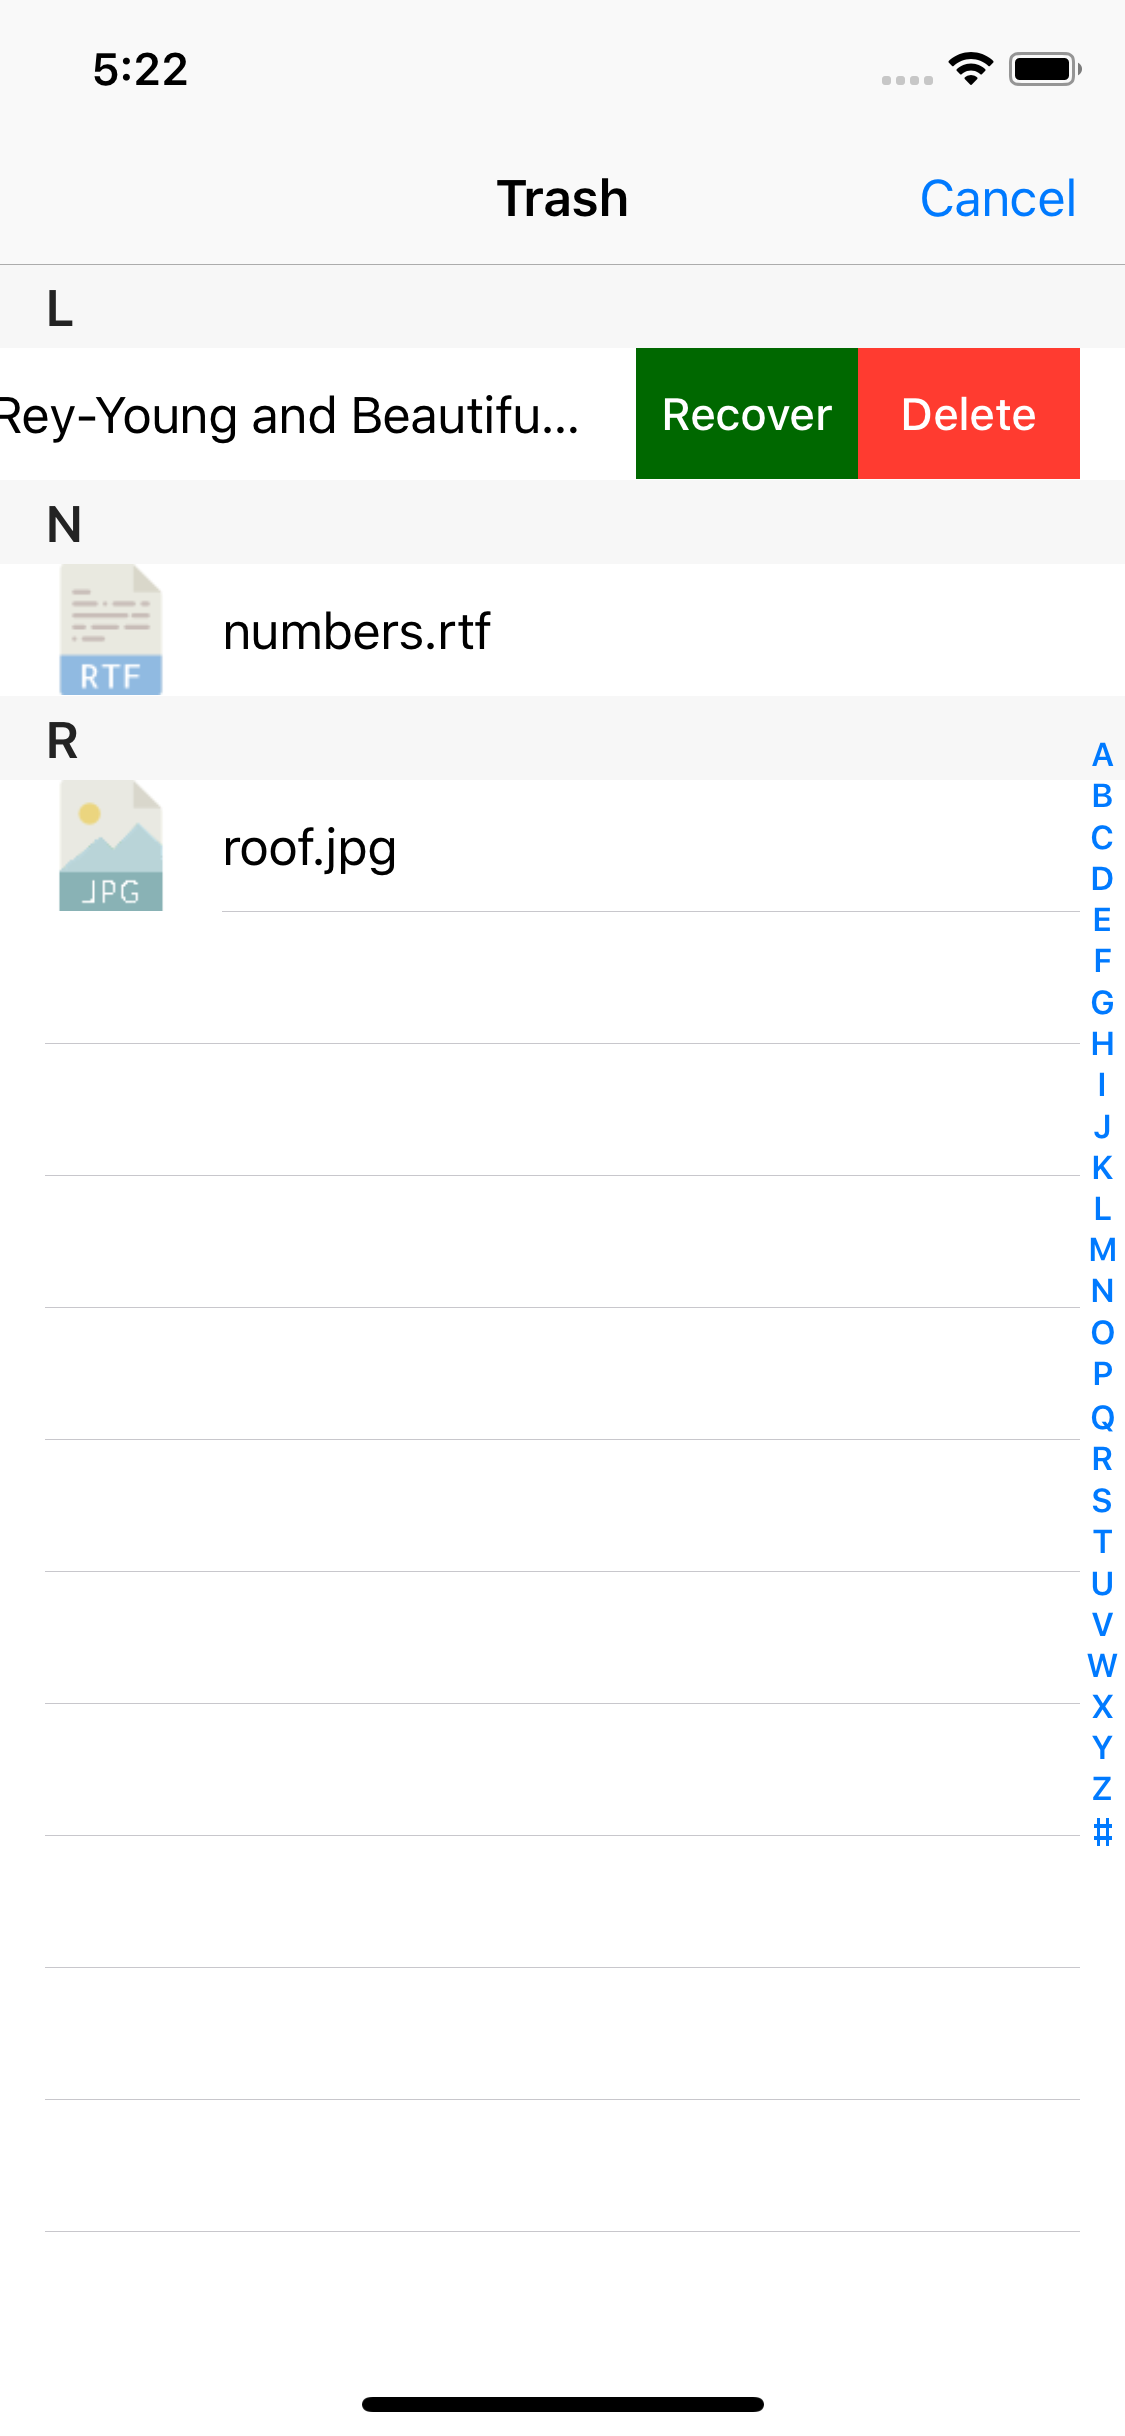 5:22
Trash
Cancel
L
Rey-Young and Beautifu...
Recover
Delete
N
RTF
numbers.rtf
R
JPG
roof.jpg
A
B
C
D
E
F
G
H
I
J
K
L
M
N
O
P
Q
R
S
T
U
V
W
X
Y
Z
#